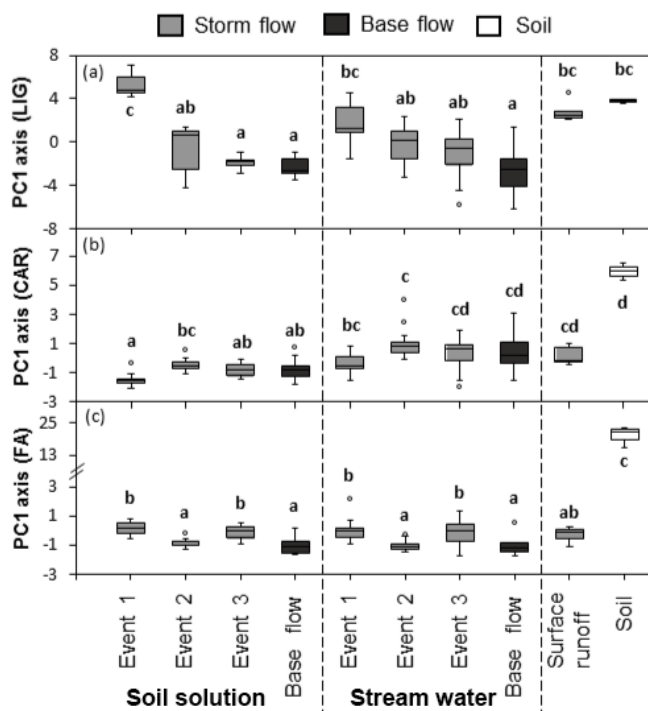 Storm flow Base flow Soil
(a)
PC1 axis (LIG)
8
4
0
-4
-8
c ab a a bc ab ab a bc bc
(b)
PC1 axis (CAR)
7
5
3
1
-1
-3
a bc ab ab bc c cd cd cd d
(c)
PC1 axis (FA)
25
13
3
1
-1
-3
b a b a b a b a ab c
Event 1
Event 2
Event 3
Base flow
Event 1
Event 2
Event 3
Base flow
Surface
runoff
Soil
Soil solution Stream water